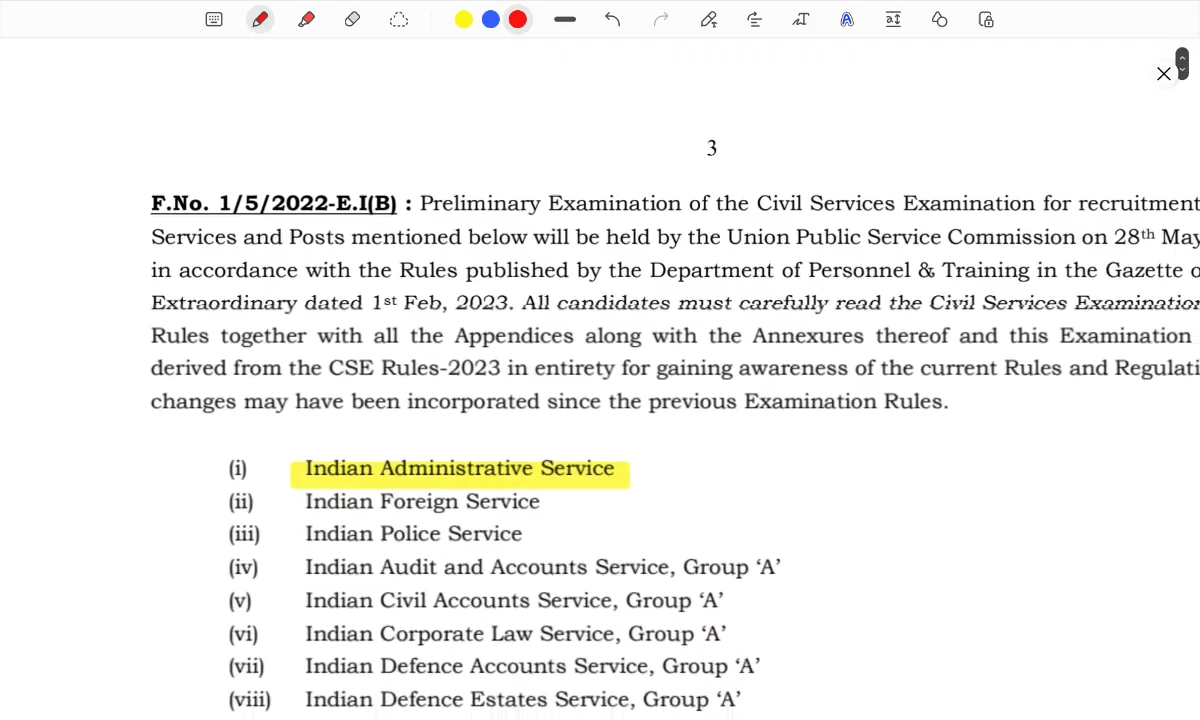 3
F.No. 1/5/2022-E.I(B) : Preliminary Examination of the Civil Services Examination for recruitment
Services and Posts mentioned below will be held by the Union Public Service Commission on 28th May
in accordance with the Rules published by the Department of Personnel & Training in the Gazette
Extraordinary dated 1st Feb, 2023. All candidates must carefully read the Civil Services Examination
Rules together with all the Appendices along with the Annexures thereof and this Examination
derived from the CSE Rules-2023 in entirety for gaining awareness of the current Rules and
changes may have been incorporated since the previous Examination Rules.
(i) Indian Administrative Service
(ii) Indian Foreign Service
(iii) Indian Police Service
(iv) Indian Audit and Accounts Service, Group ‘A’
(v) Indian Civil Accounts Service, Group ‘A’
(vi) Indian Corporate Law Service, Group ‘A’
(vii) Indian Defence Accounts Service, Group ‘A’
(viii) Indian Defence Estates Service, Group ‘A’